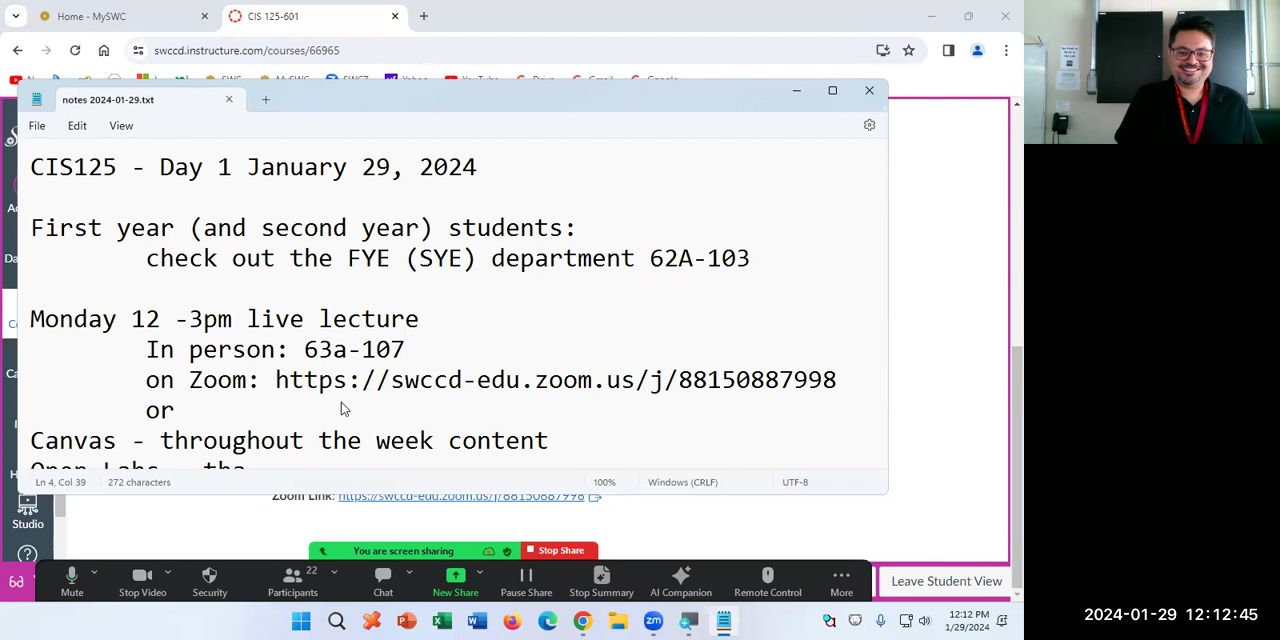 Home - MySWC
CIS 125-601
swccd.instructure.com/courses/66965
notes 2024-01-29.txt
File Edit View
CIS125 - Day 1 January 29, 2024
First year (and second year) students:
check out the FYE (SYE) department 62A-103
Monday 12 -3pm live lecture
In person: 63a-107
on Zoom: https://swccd-edu.zoom.us/j/88150887998
or
Canvas - throughout the week content
Open Labs - tha
Ln 4, Col 39 272 characters 100% Windows (CRLF) UTF-8
Zoom Link: https://swccd-edu.zoom.us/j/88150887998
Studio
You are screen sharing Stop Share
Mute Stop Video Security Participants 22 Chat New Share Pause Share Stop Summary AI Companion Remote Control More
Leave Student View
12:12 PM
1/29/2024
2024-01-29 12:12:45